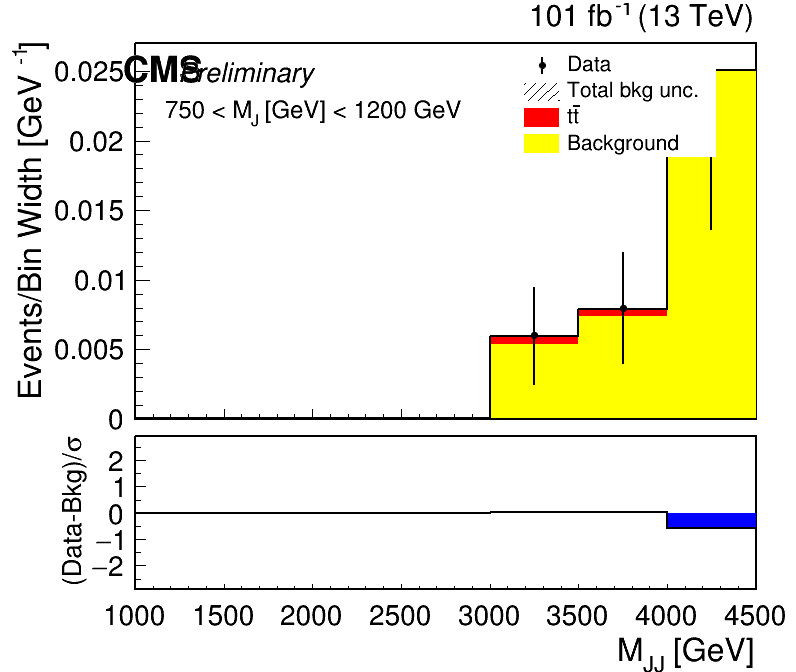 101 fb⁻¹ (13 TeV)
CMS Preliminary
750 < M_J [GeV] < 1200 GeV
Data
Total bkg unc.
tt̄
Background
Events/Bin Width [GeV⁻¹]
0.025
0.02
0.015
0.01
0.005
0
(Data-Bkg)/σ
2
1
0
−1
−2
1000 1500 2000 2500 3000 3500 4000 4500
M_JJ [GeV]